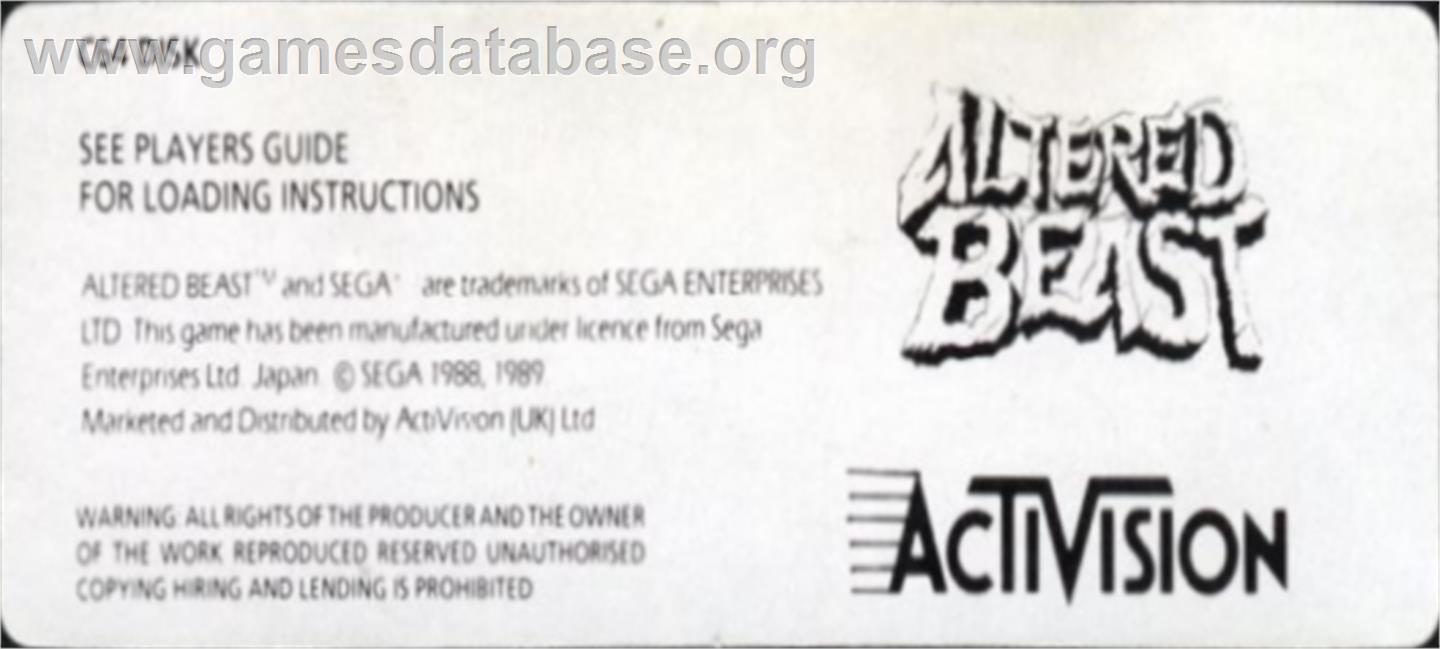 www.gamesdatabase.org
C64 DISK
SEE PLAYERS GUIDE
FOR LOADING INSTRUCTIONS
ALTERED BEAST™ and SEGA are trademarks of SEGA ENTERPRISES
LTD This game has been manufactured under licence from Sega
Enterprises Ltd. Japan. © SEGA 1988, 1989.
Marketed and Distributed by ActiVision (UK) Ltd
WARNING: ALL RIGHTS OF THE PRODUCER AND THE OWNER
OF THE WORK REPRODUCED RESERVED UNAUTHORISED
COPYING HIRING AND LENDING IS PROHIBITED
ALTERED
BEAST
ACTIVISION